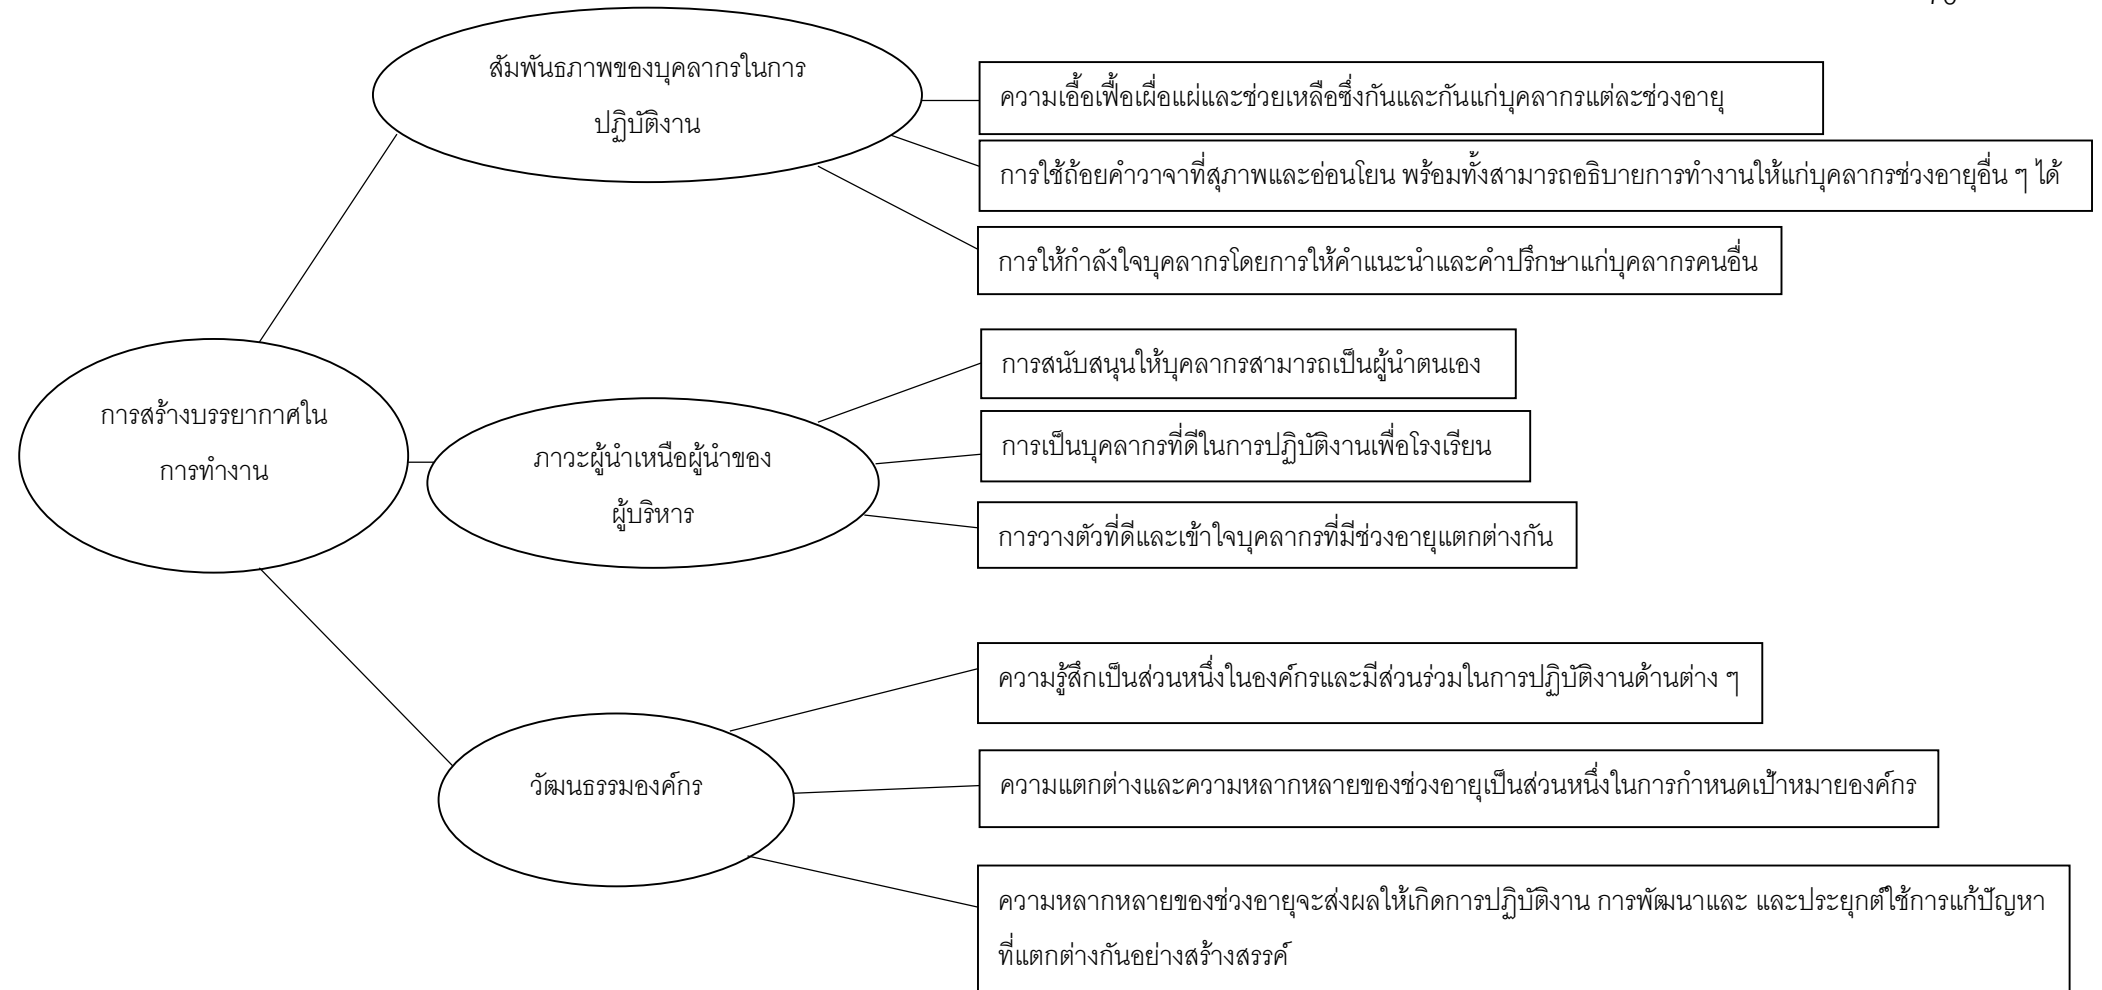 สัมพันธภาพของบุคลากรในการ
ปฏิบัติงาน
ความเอื้อเฟื้อเผื่อแผ่และช่วยเหลือซึ่งกันและกันแก่บุคลากรแต่ละช่วงอายุ
การใช้ถ้อยคำวาจาที่สุภาพและอ่อนโยน พร้อมทั้งสามารถอธิบายการทำงานให้แก่บุคลากรช่วงอายุอื่น ๆ ได้
การให้กำลังใจบุคลากรโดยการให้คำแนะนำและคำปรึกษาแก่บุคลากรคนอื่น
การสร้างบรรยากาศใน
การทำงาน
ภาวะผู้นำเหนือผู้นำของ
ผู้บริหาร
การสนับสนุนให้บุคลากรสามารถเป็นผู้นำตนเอง
การเป็นบุคลากรที่ดีในการปฏิบัติงานเพื่อโรงเรียน
การวางตัวที่ดีและเข้าใจบุคลากรที่มีช่วงอายุแตกต่างกัน
วัฒนธรรมองค์กร
ความรู้สึกเป็นส่วนหนึ่งในองค์กรและมีส่วนร่วมในการปฏิบัติงานด้านต่าง ๆ
ความแตกต่างและความหลากหลายของช่วงอายุเป็นส่วนหนึ่งในการกำหนดเป้าหมายองค์กร
ความหลากหลายของช่วงอายุจะส่งผลให้เกิดการปฏิบัติงาน การพัฒนาและ และประยุกต์ใช้การแก้ปัญหา
ที่แตกต่างกันอย่างสร้างสรรค์